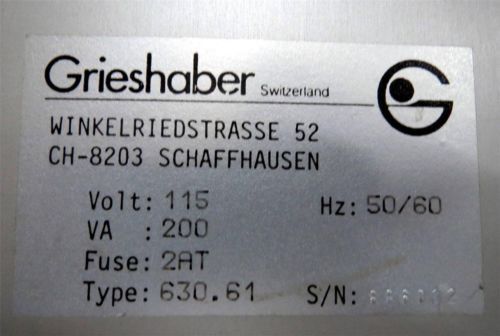 Grieshaber Switzerland
WINKELRIEDSTRASSE 52
CH-8203 SCHAFFHAUSEN
Volt: 115 Hz: 50/60
VA : 200
Fuse: 2AT
Type: 630.61 S/N: